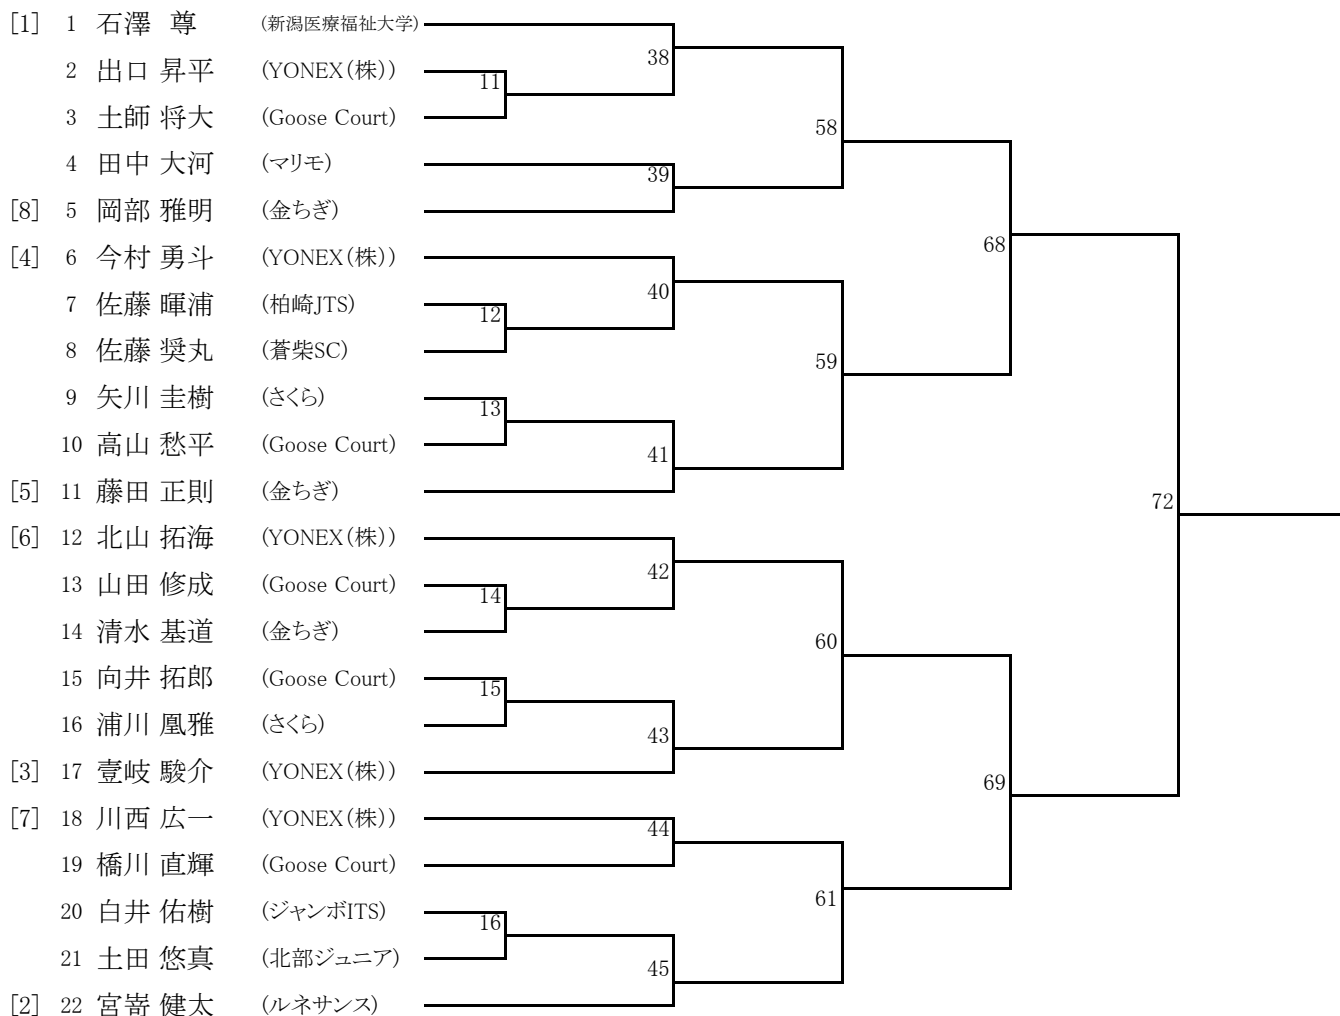 [1] 1 石澤 尊 (新潟医療福祉大学)
38
2 出口 昇平 (YONEX(株))
11
3 土師 将大 (Goose Court)
58
4 田中 大河 (マリモ)
39
[8] 5 岡部 雅明 (金ちぎ)
68
[4] 6 今村 勇斗 (YONEX(株))
40
7 佐藤 暉浦 (柏崎JTS)
12
8 佐藤 奨丸 (蒼柴SC)
59
9 矢川 圭樹 (さくら)
13
10 高山 愁平 (Goose Court)
41
[5] 11 藤田 正則 (金ちぎ)
72
[6] 12 北山 拓海 (YONEX(株))
42
13 山田 修成 (Goose Court)
14
14 清水 基道 (金ちぎ)
60
15 向井 拓郎 (Goose Court)
15
16 浦川 凰雅 (さくら)
43
[3] 17 壹岐 駿介 (YONEX(株))
69
[7] 18 川西 広一 (YONEX(株))
44
19 橋川 直輝 (Goose Court)
61
20 白井 佑樹 (ジャンボITS)
16
21 土田 悠真 (北部ジュニア)
45
[2] 22 宮嵜 健太 (ルネサンス)